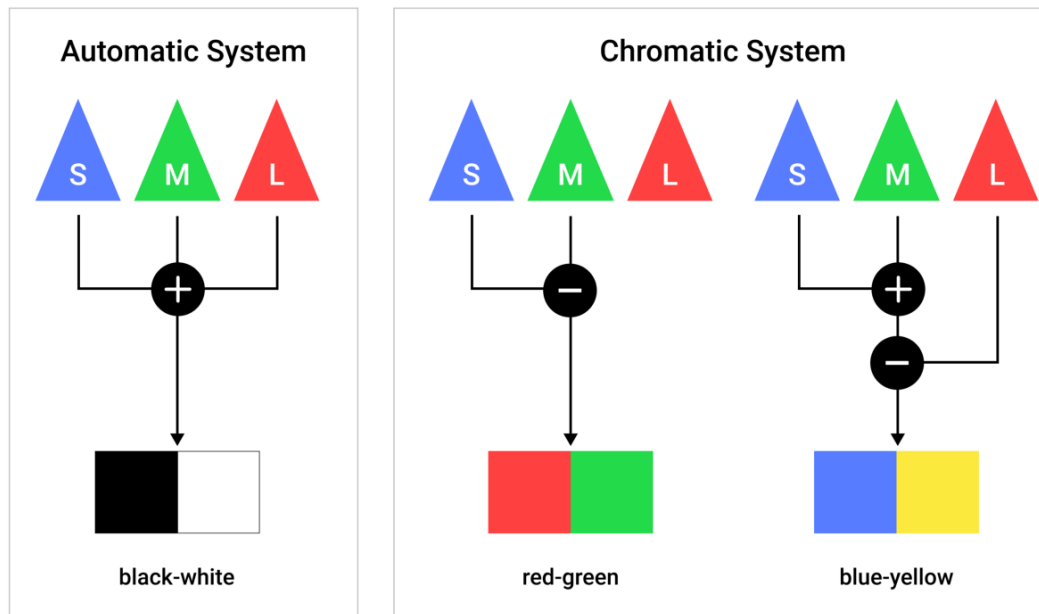 Automatic System
S M L
+
black-white
Chromatic System
S M L
−
red-green
S M L
+
−
blue-yellow